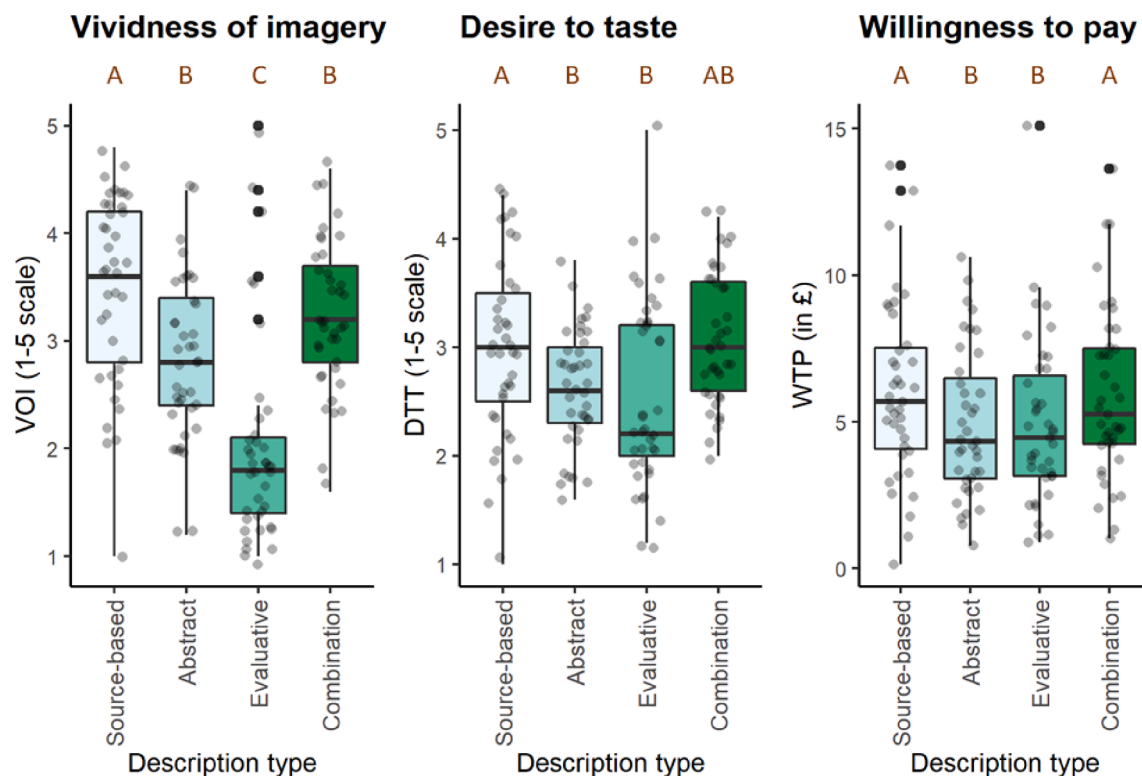 Vividness of imagery
A B C B
VOI (1-5 scale)
5
4
3
2
1
Source-based
Abstract
Evaluative
Combination
Description type
Desire to taste
A B B AB
DTT (1-5 scale)
5
4
3
2
1
Source-based
Abstract
Evaluative
Combination
Description type
Willingness to pay
A B B A
WTP (in £)
15
10
5
0
Source-based
Abstract
Evaluative
Combination
Description type